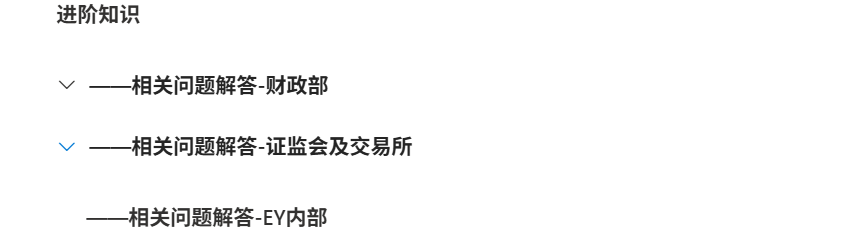 进阶知识
——相关问题解答-财政部
——相关问题解答-证监会及交易所
——相关问题解答-EY内部